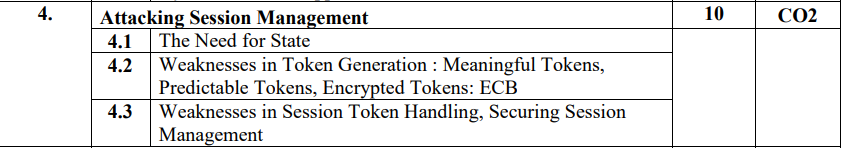 4. Attacking Session Management 10 CO2
4.1 The Need for State
4.2 Weaknesses in Token Generation : Meaningful Tokens,
Predictable Tokens, Encrypted Tokens: ECB
4.3 Weaknesses in Session Token Handling, Securing Session
Management